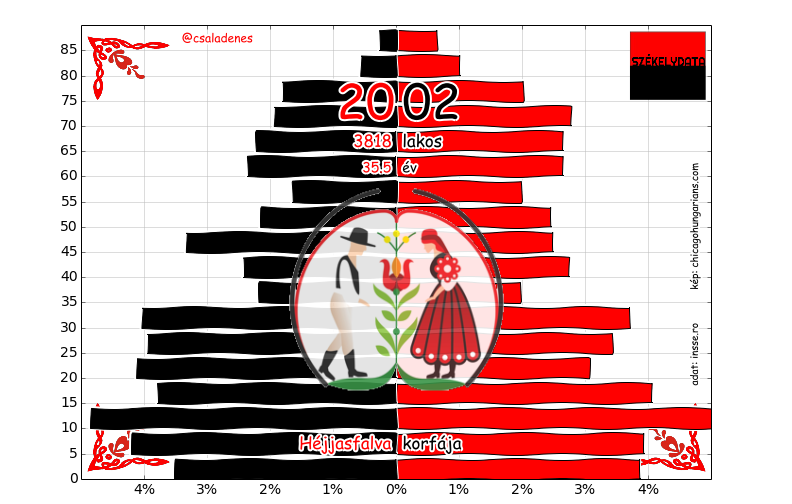 @csaladenes
SZÉKELYDATA
2002
3818 lakos
35.5 év
Héjjasfalva korfája
kép: chicagohungarians.com
adat: insse.ro
85
80
75
70
65
60
55
50
45
40
35
30
25
20
15
10
5
0
4% 3% 2% 1% 0% 1% 2% 3% 4%